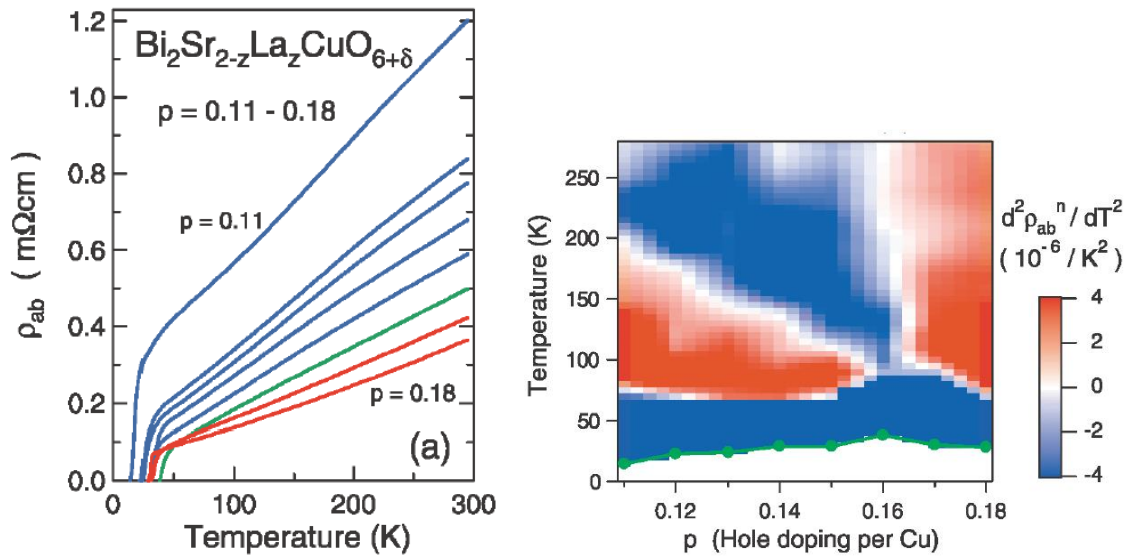 Bi2Sr2-zLazCuO6+δ
p = 0.11 - 0.18
p = 0.11
p = 0.18
(a)
ρab ( mΩcm )
1.2
1.0
0.8
0.6
0.4
0.2
0.0
0
100
200
300
Temperature (K)
Temperature (K)
250
200
150
100
50
0
0.12
0.14
0.16
0.18
p (Hole doping per Cu)
d²ρabⁿ / dT²
( 10⁻⁶ / K² )
4
2
0
-2
-4